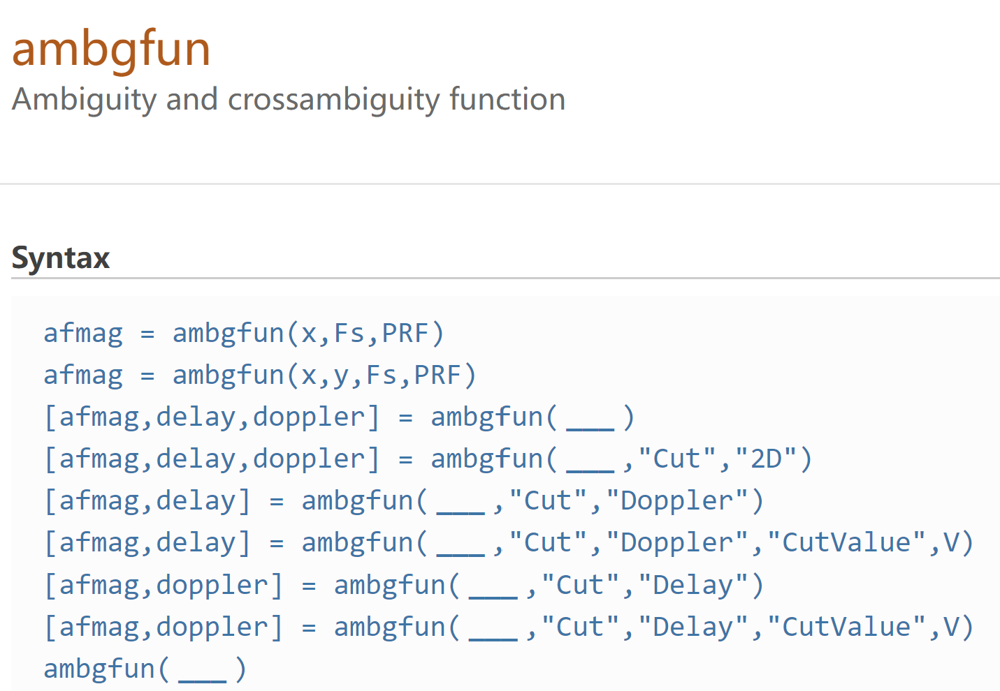 ambgfun
Ambiguity and crossambiguity function
Syntax
afmag = ambgfun(x,Fs,PRF)
afmag = ambgfun(x,y,Fs,PRF)
[afmag,delay,doppler] = ambgfun(___)
[afmag,delay,doppler] = ambgfun(___,"Cut","2D")
[afmag,delay] = ambgfun(___,"Cut","Doppler")
[afmag,delay] = ambgfun(___,"Cut","Doppler","CutValue",V)
[afmag,doppler] = ambgfun(___,"Cut","Delay")
[afmag,doppler] = ambgfun(___,"Cut","Delay","CutValue",V)
ambgfun(___)